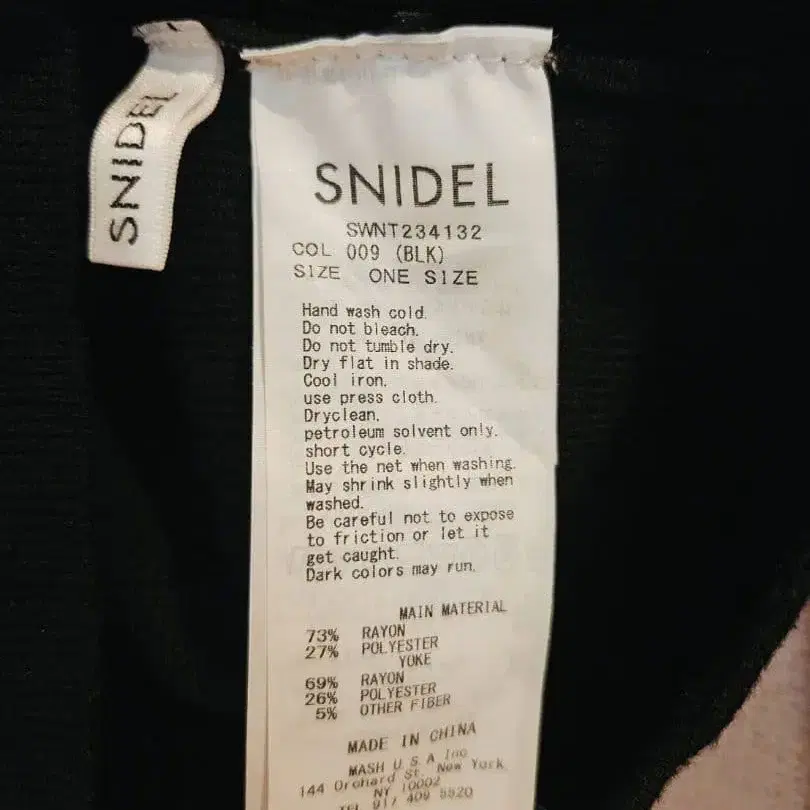 SNIDEL
SNIDEL
SWNT234132
COL 009 (BLK)
SIZE ONE SIZE
Hand wash cold.
Do not bleach.
Do not tumble dry.
Dry flat in shade.
Cool iron.
use press cloth.
Dryclean.
petroleum solvent only.
short cycle.
Use the net when washing.
May shrink slightly when
washed.
Be careful not to expose
to friction or let it
get caught.
Dark colors may run.
MAIN MATERIAL
73% RAYON
27% POLYESTER
YOKE
69% RAYON
26% POLYESTER
5% OTHER FIBER
MADE IN CHINA
MASH U.S.A Inc
144 Orchard St. New York
NY 10002
TEL 917 409 5520